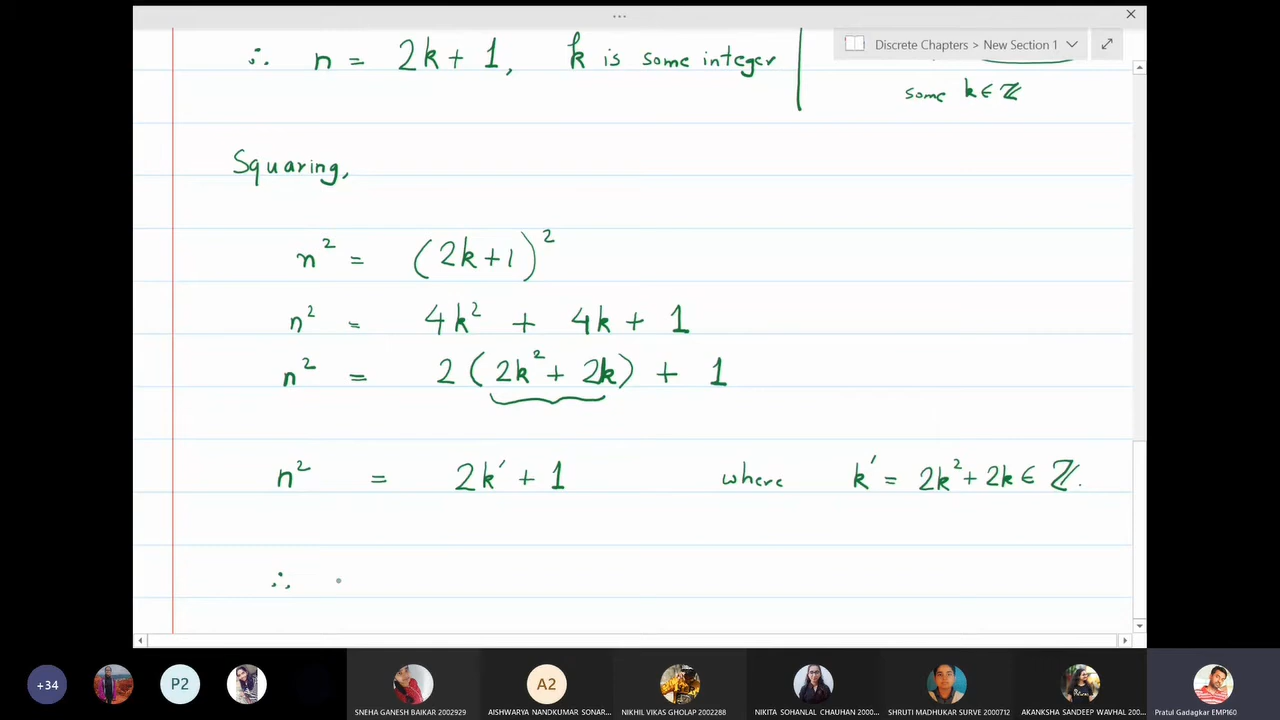 Discrete Chapters > New Section 1
∴ n = 2k + 1, k is some integer
some k ∈ ℤ
Squaring,
n² = (2k+1)²
n² = 4k² + 4k + 1
n² = 2(2k² + 2k) + 1
n² = 2k′ + 1 where k′ = 2k² + 2k ∈ ℤ.
∴
+34
P2
A2
SNEHA GANESH BAIKAR 2002929
AISHWARYA NANDKUMAR SONAR...
NIKHIL VIKAS GHOLAP 2002288
NIKITA SOHANLAL CHAUHAN 2000...
SHRUTI MADHUKAR SURVE 2000712
AKANKSHA SANDEEP WAVHAL 200...
Pratul Gadagkar EMP160